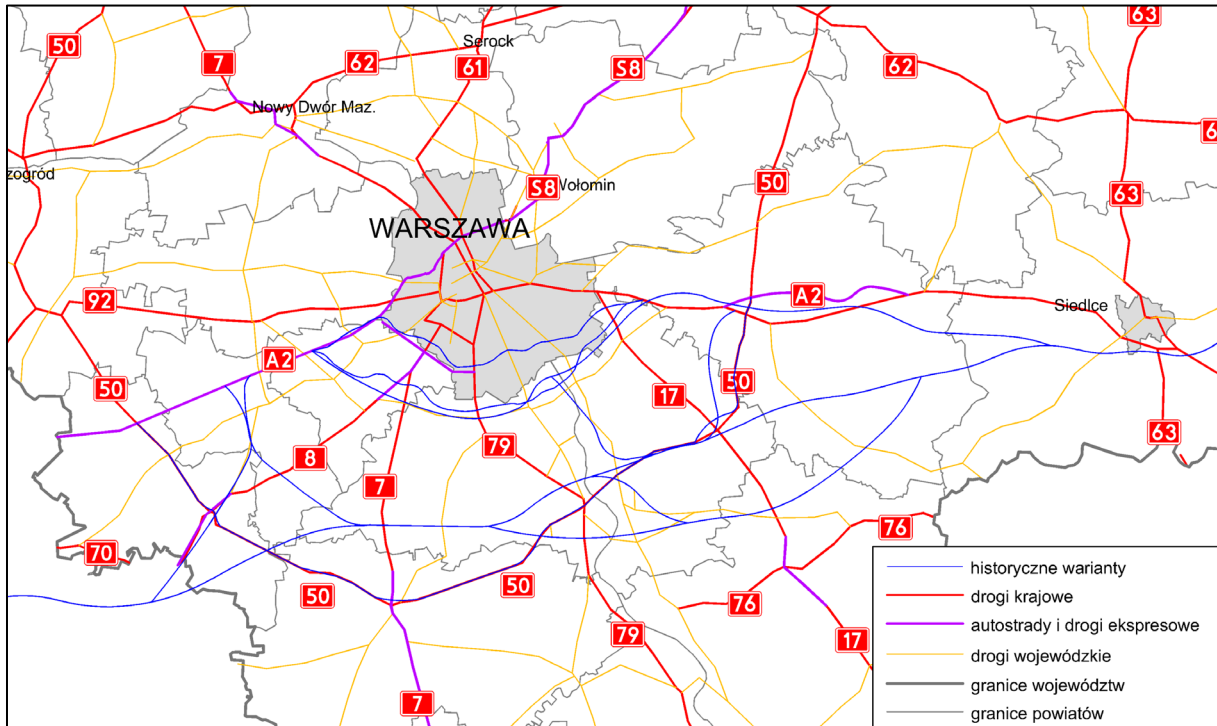 63
50
Serock
7
62
61
S8
62
Nowy Dwór Maz.
6
zogród
50
S8
Wołomin
63
WARSZAWA
92
A2
Siedlce
A2
50
50
17
8
79
63
7
70
76
50
50
76
79
17
7
historyczne warianty
drogi krajowe
autostrady i drogi ekspresowe
drogi wojewódzkie
granice województw
granice powiatów